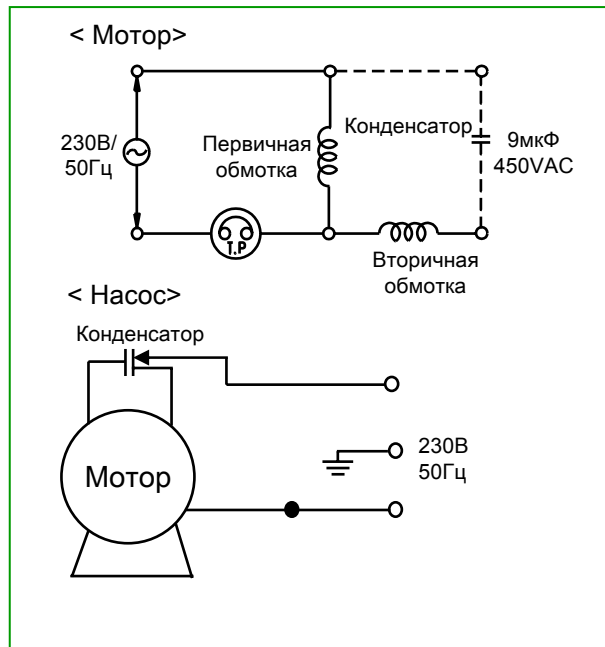 < Мотор>
230В/
50Гц
Первичная
обмотка
Конденсатор
9мкФ
450VAC
T.P
Вторичная
обмотка
< Насос>
Конденсатор
Мотор
230В
50Гц